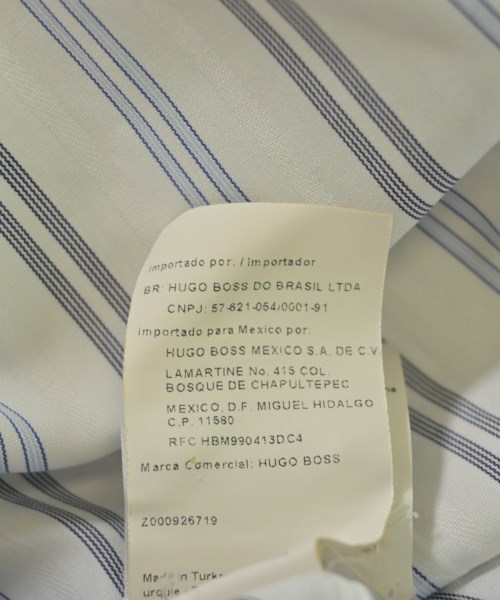 Importado por: / Importador
BR: HUGO BOSS DO BRASIL LTDA.
CNPJ: 57-621-054/0001-91
Importado para Mexico por:
HUGO BOSS MEXICO S.A. DE C.V.
LAMARTINE No. 415 COL.
BOSQUE DE CHAPULTEPEC
MEXICO, D.F. MIGUEL HIDALGO
C.P. 11580
RFC HBM990413DC4
Marca Comercial: HUGO BOSS
Z000926719
Made in